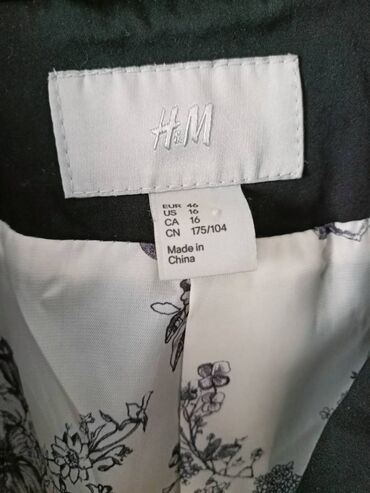 H&M
EUR 46
US 16
CA 16
CN 175/104
Made in
China